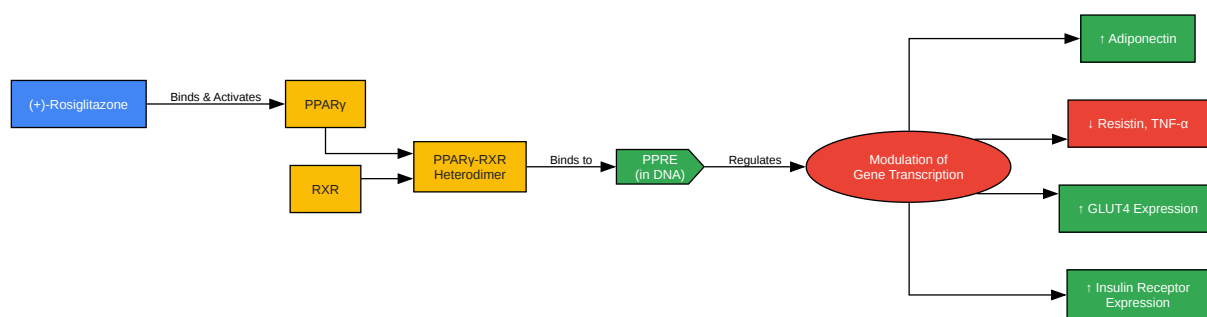 (+)-Rosiglitazone
Binds & Activates
PPARγ
RXR
PPARγ-RXR
Heterodimer
Binds to
PPRE
(in DNA)
Regulates
Modulation of
Gene Transcription
↑ Adiponectin
↓ Resistin, TNF-α
↑ GLUT4 Expression
↑ Insulin Receptor
Expression